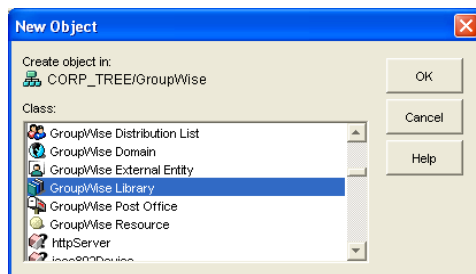 New Object
Create object in:
CORP_TREE/GroupWise
Class:
GroupWise Distribution List
GroupWise Domain
GroupWise External Entity
GroupWise Library
GroupWise Post Office
GroupWise Resource
httpServer
ieee802Device
OK
Cancel
Help